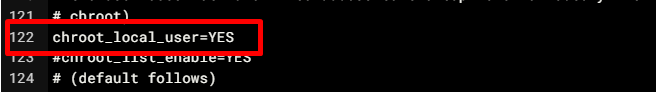 121 # chroot)
122 chroot_local_user=YES
123 #chroot_list_enable=YES
124 # (default follows)